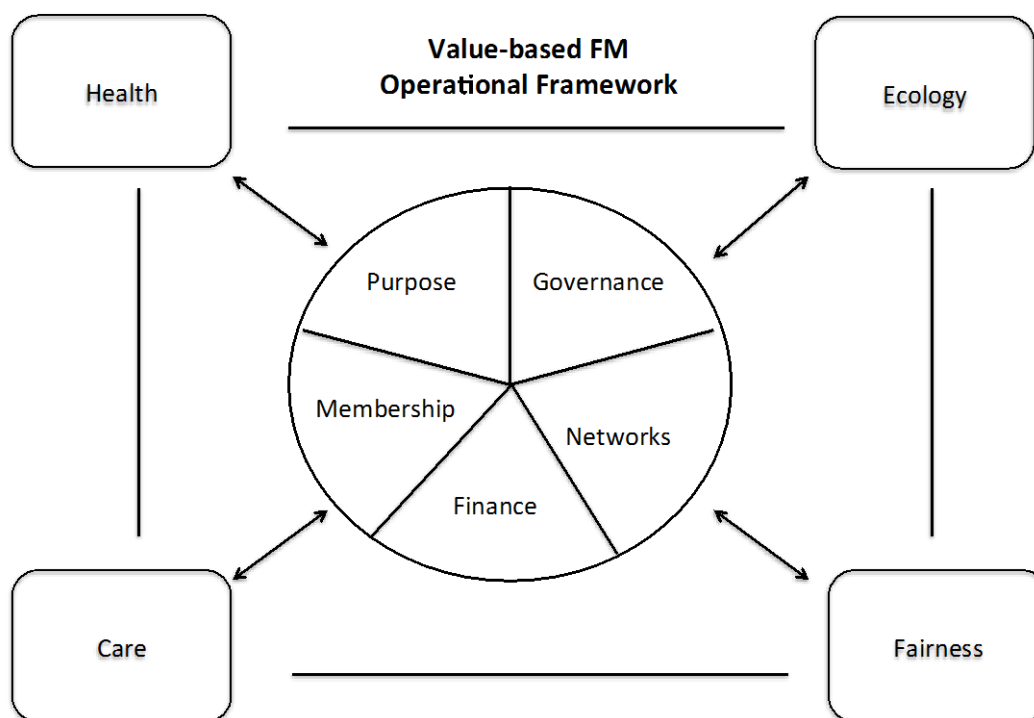 Health
Value-based FM
Operational Framework
Ecology
Purpose
Governance
Membership
Networks
Finance
Care
Fairness